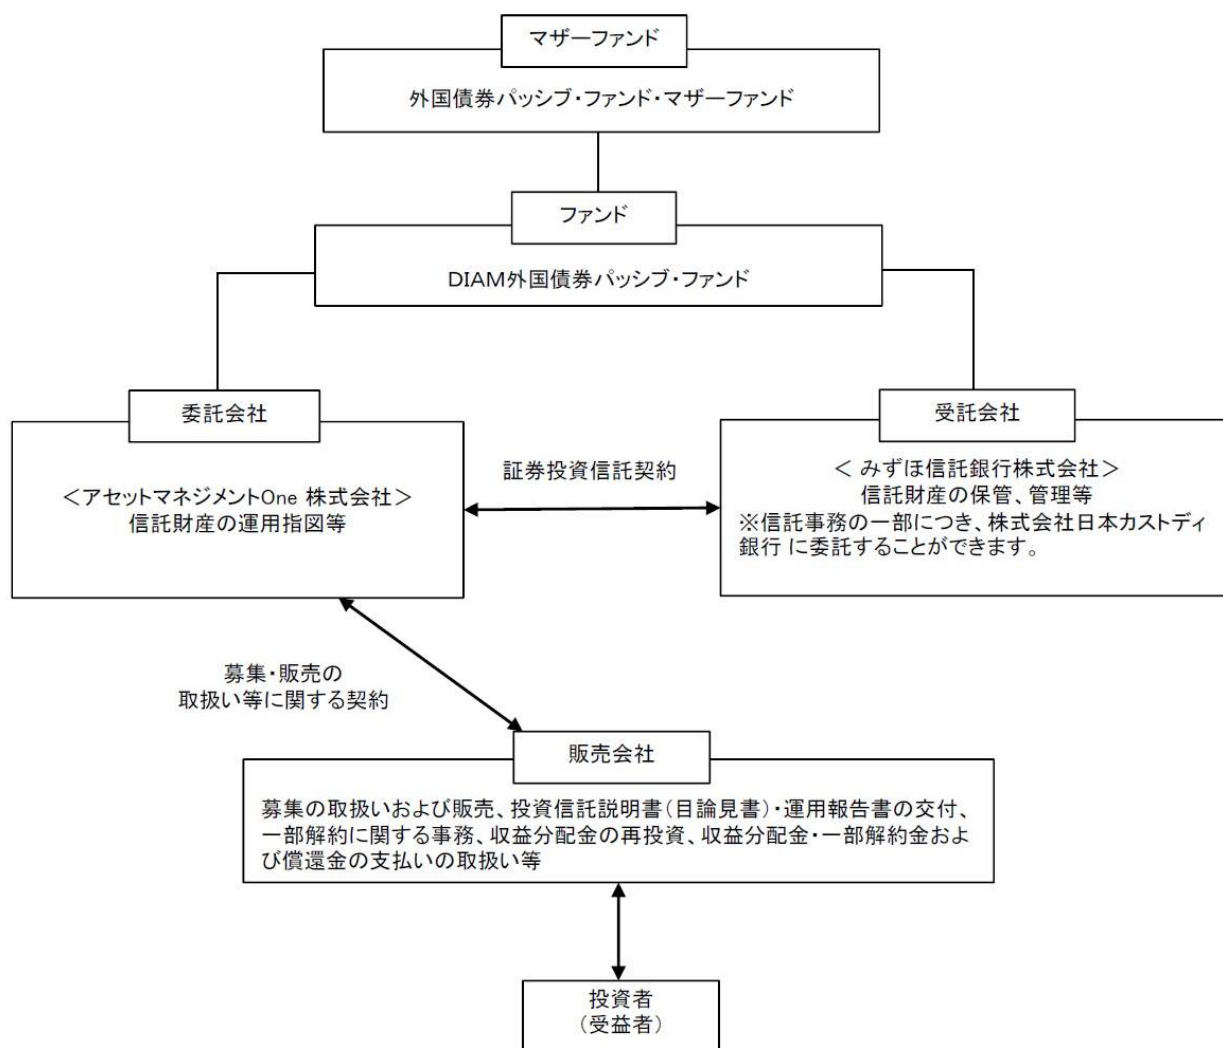 マザーファンド
外国債券パッシブ・ファンド・マザーファンド
ファンド
DIAM外国債券パッシブ・ファンド
委託会社
＜アセットマネジメントOne 株式会社＞
信託財産の運用指図等
証券投資信託契約
受託会社
＜ みずほ信託銀行株式会社＞
信託財産の保管、管理等
※信託事務の一部につき、株式会社日本カストディ
銀行 に委託することができます。
募集・販売の
取扱い等に関する契約
販売会社
募集の取扱いおよび販売、投資信託説明書（目論見書）・運用報告書の交付、
一部解約に関する事務、収益分配金の再投資、収益分配金・一部解約金およ
び償還金の支払いの取扱い等
投資者
（受益者）